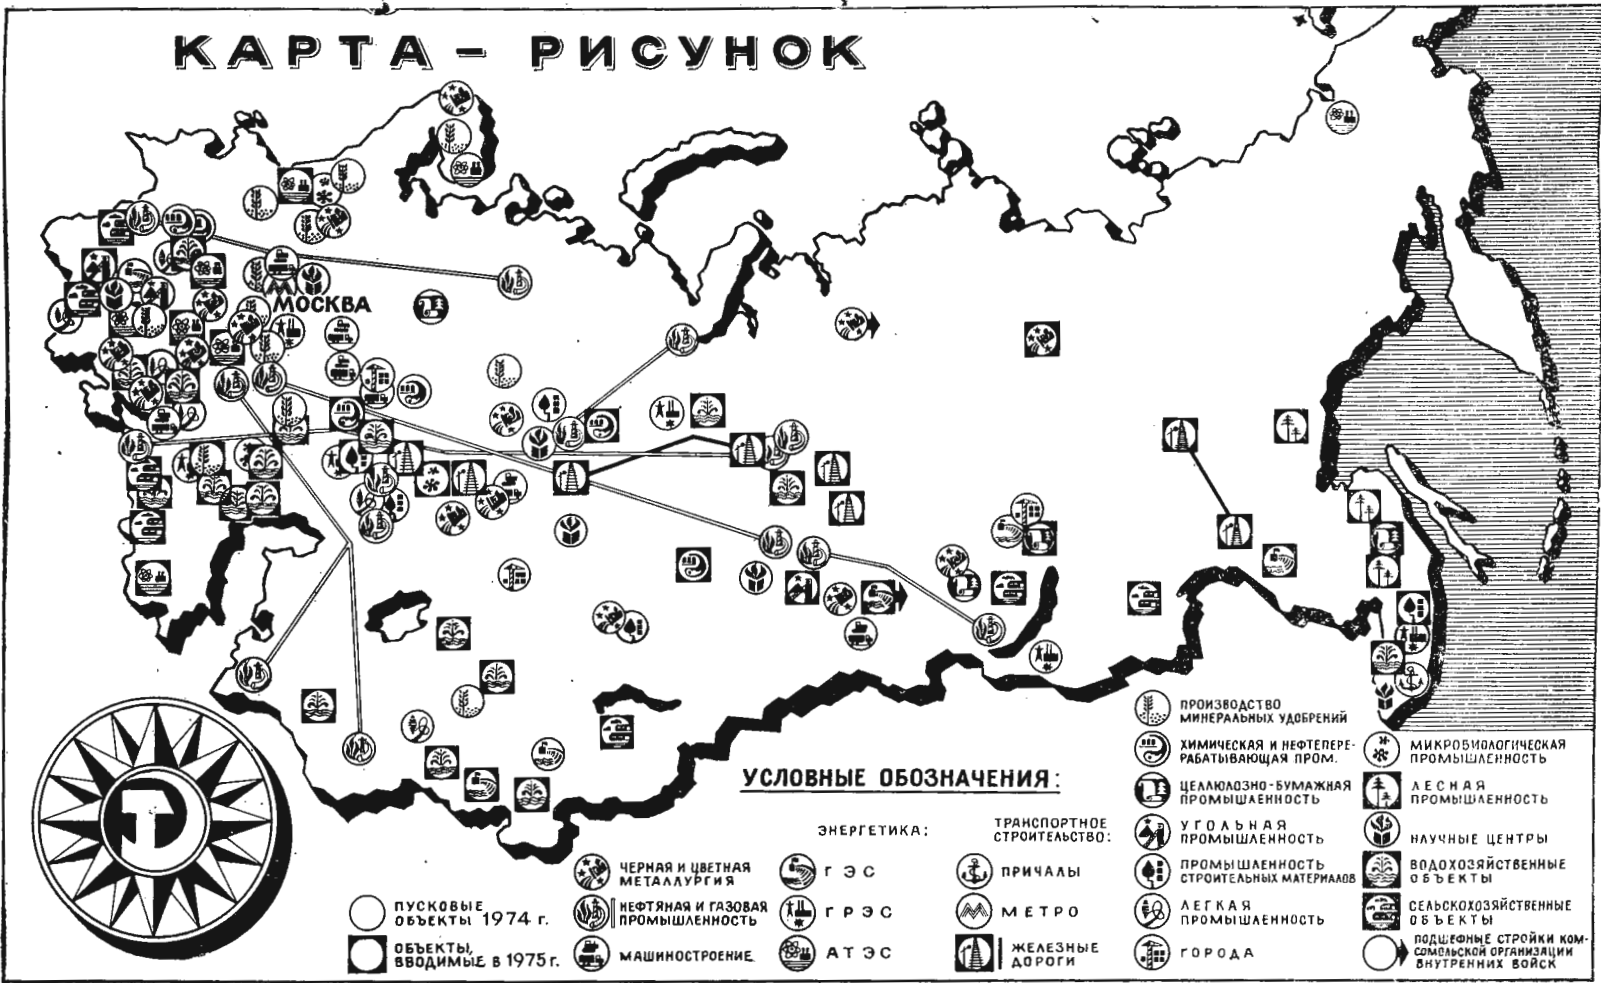 КАРТА – РИСУНОК
МОСКВА
УСЛОВНЫЕ ОБОЗНАЧЕНИЯ:
ПУСКОВЫЕ
ОБЪЕКТЫ 1974 г.
ОБЪЕКТЫ,
ВВОДИМЫЕ В 1975 г.
ЧЕРНАЯ И ЦВЕТНАЯ
МЕТАЛЛУРГИЯ
НЕФТЯНАЯ И ГАЗОВАЯ
ПРОМЫШЛЕННОСТЬ
МАШИНОСТРОЕНИЕ
ЭНЕРГЕТИКА:
ГЭС
ГРЭС
АТЭС
ТРАНСПОРТНОЕ
СТРОИТЕЛЬСТВО:
ПРИЧАЛЫ
МЕТРО
ЖЕЛЕЗНЫЕ
ДОРОГИ
ПРОИЗВОДСТВО
МИНЕРАЛЬНЫХ УДОБРЕНИЙ
ХИМИЧЕСКАЯ И НЕФТЕПЕРЕ-
РАБАТЫВАЮЩАЯ ПРОМ.
ЦЕЛЛЮЛОЗНО-БУМАЖНАЯ
ПРОМЫШЛЕННОСТЬ
УГОЛЬНАЯ
ПРОМЫШЛЕННОСТЬ
ПРОМЫШЛЕННОСТЬ
СТРОИТЕЛЬНЫХ МАТЕРИАЛОВ
ЛЕГКАЯ
ПРОМЫШЛЕННОСТЬ
ГОРОДА
МИКРОБИОЛОГИЧЕСКАЯ
ПРОМЫШЛЕННОСТЬ
ЛЕСНАЯ
ПРОМЫШЛЕННОСТЬ
НАУЧНЫЕ ЦЕНТРЫ
ВОДОХОЗЯЙСТВЕННЫЕ
ОБЪЕКТЫ
СЕЛЬСКОХОЗЯЙСТВЕННЫЕ
ОБЪЕКТЫ
ПОДШЕФНЫЕ СТРОЙКИ КОМ-
СОМОЛЬСКОЙ ОРГАНИЗАЦИИ
ВНУТРЕННИХ ВОЙСК